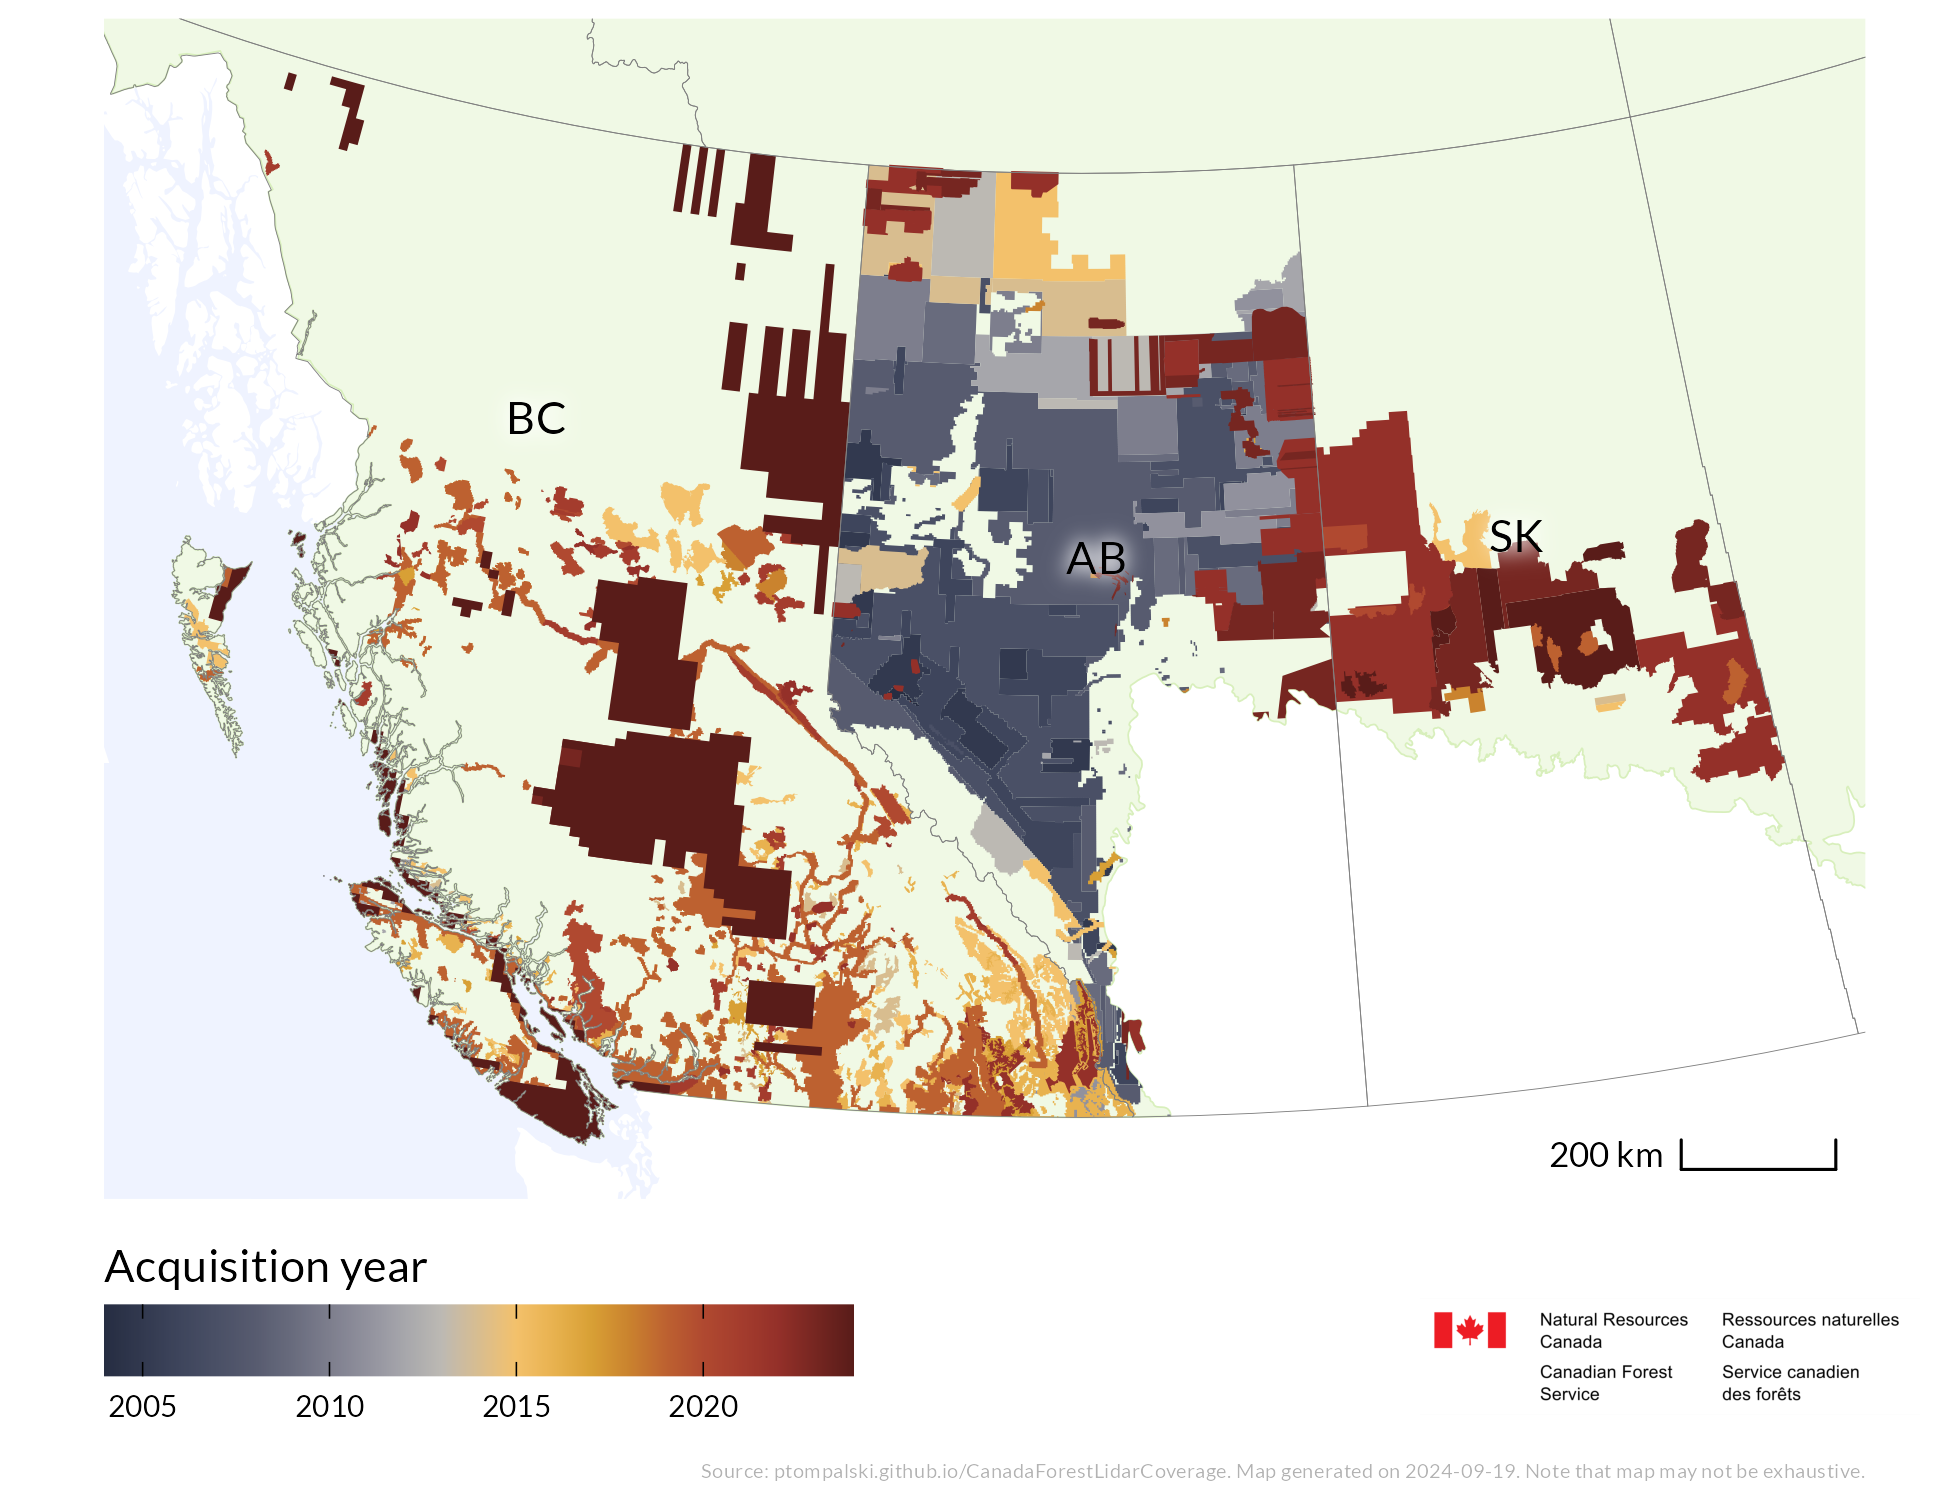 BC
AB
SK
200 km
Acquisition year
2005 2010 2015 2020
Natural Resources Canada
Ressources naturelles Canada
Canadian Forest Service
Service canadien des forêts
Source: ptompalski.github.io/CanadaForestLidarCoverage. Map generated on 2024-09-19. Note that map may not be exhaustive.